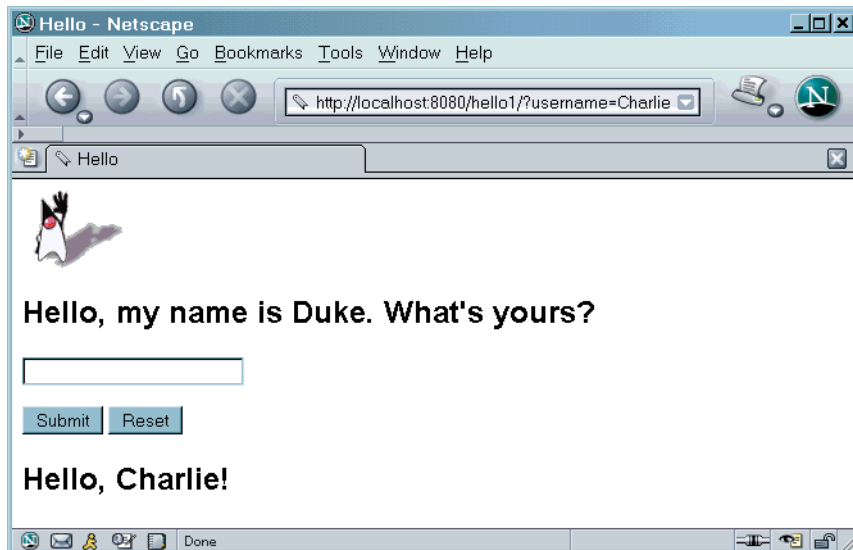 Hello - Netscape
File Edit View Go Bookmarks Tools Window Help
http://localhost:8080/hello1/?username=Charlie
N
Hello
Hello, my name is Duke. What's yours?
Submit Reset
Hello, Charlie!
Done